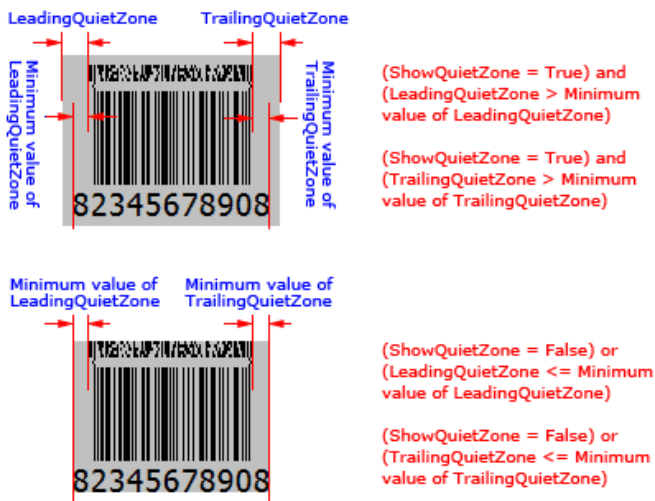 LeadingQuietZone
TrailingQuietZone
Minimum value of
LeadingQuietZone
Minimum value of
TrailingQuietZone
82345678908
(ShowQuietZone = True) and
(LeadingQuietZone > Minimum
value of LeadingQuietZone)
(ShowQuietZone = True) and
(TrailingQuietZone > Minimum
value of TrailingQuietZone)
Minimum value of
LeadingQuietZone
Minimum value of
TrailingQuietZone
82345678908
(ShowQuietZone = False) or
(LeadingQuietZone <= Minimum
value of LeadingQuietZone)
(ShowQuietZone = False) or
(TrailingQuietZone <= Minimum
value of TrailingQuietZone)